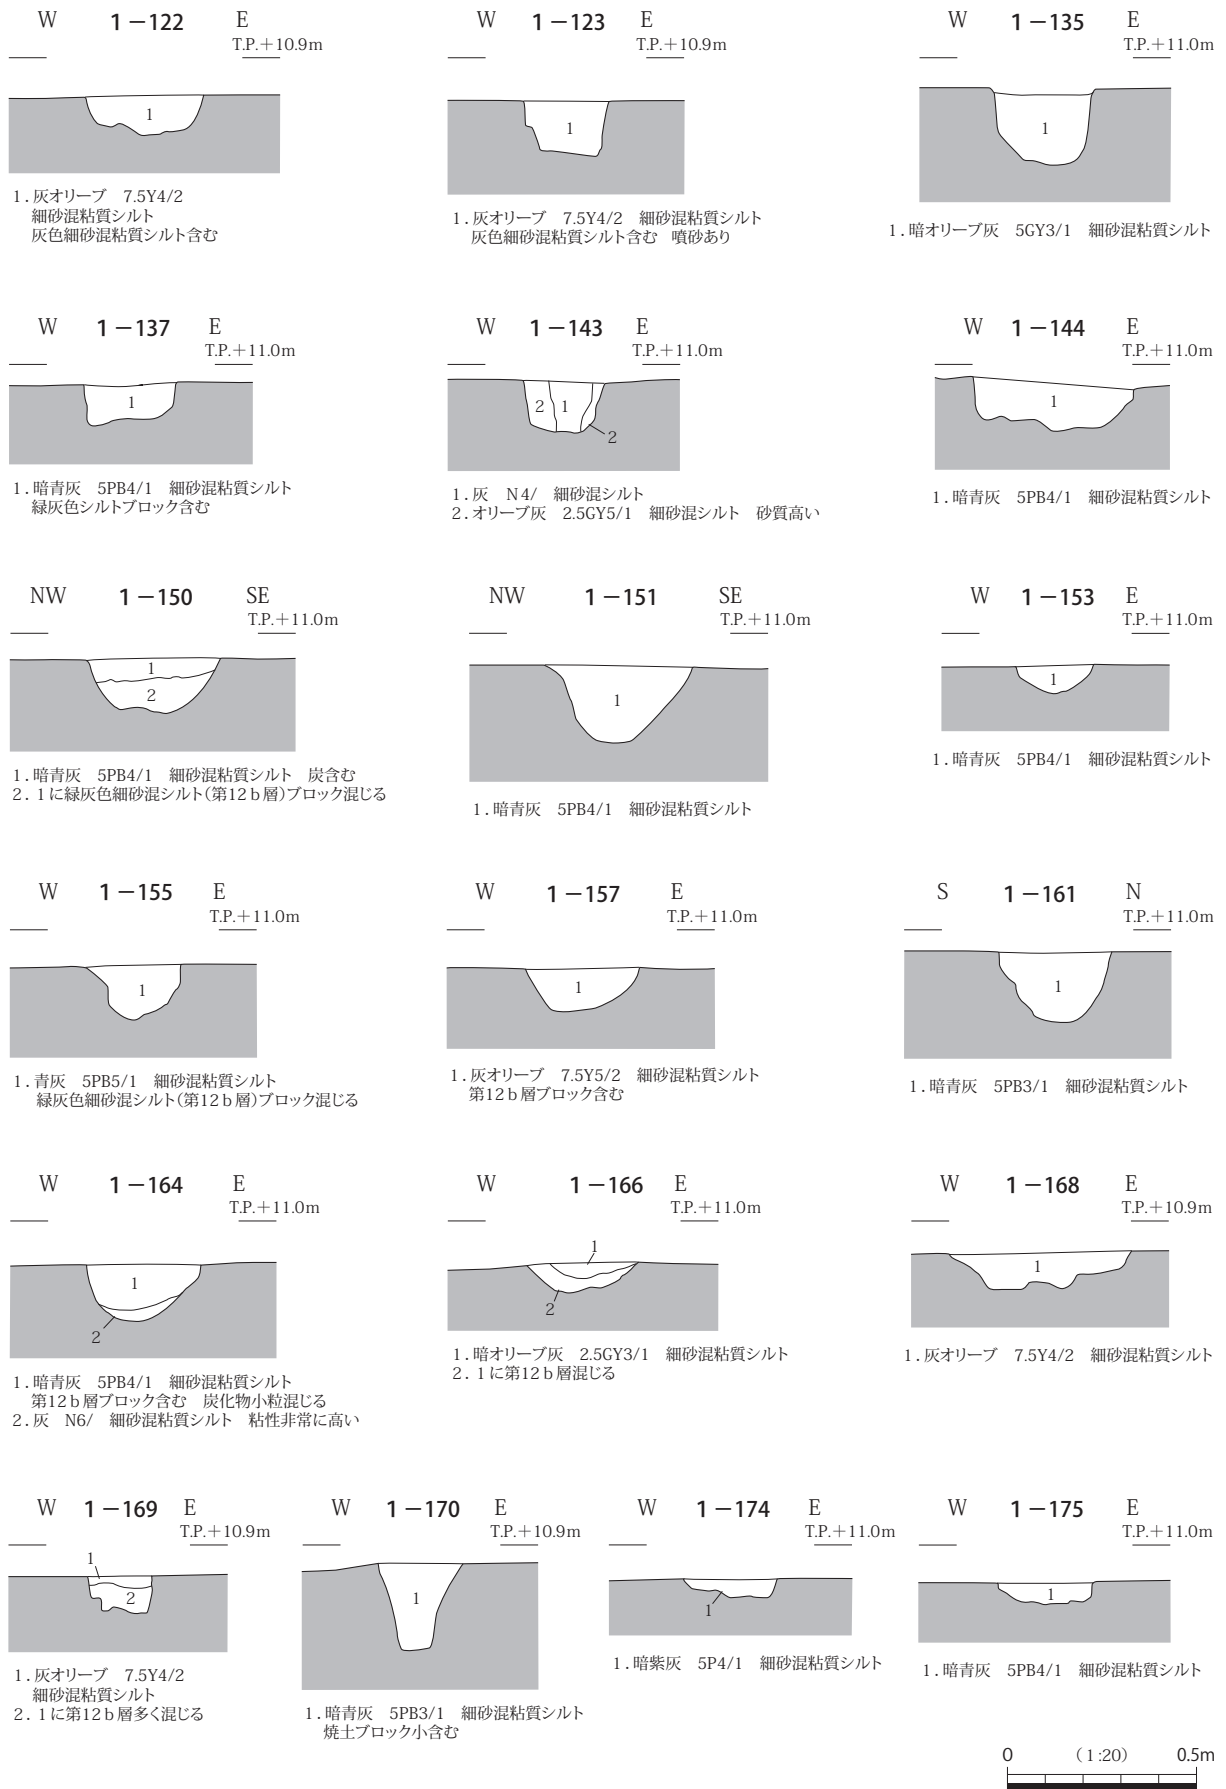 W 1－122 E
T.P.＋10.9m
1
1．灰オリーブ　7.5Y4/2
細砂混粘質シルト
灰色細砂混粘質シルト含む
W 1－123 E
T.P.＋10.9m
1
1．灰オリーブ　7.5Y4/2　細砂混粘質シルト
灰色細砂混粘質シルト含む　噴砂あり
W 1－135 E
T.P.＋11.0m
1
1．暗オリーブ灰　5GY3/1　細砂混粘質シルト
W 1－137 E
T.P.＋11.0m
1
1．暗青灰　5PB4/1　細砂混粘質シルト
緑灰色シルトブロック含む
W 1－143 E
T.P.＋11.0m
2 1
2
1．灰　N4/　細砂混シルト
2．オリーブ灰　2.5GY5/1　細砂混シルト　砂質高い
W 1－144 E
T.P.＋11.0m
1
1．暗青灰　5PB4/1　細砂混粘質シルト
NW 1－150 SE
T.P.＋11.0m
1
2
1．暗青灰　5PB4/1　細砂混粘質シルト　炭含む
2．1に緑灰色細砂混シルト(第12b層)ブロック混じる
NW 1－151 SE
T.P.＋11.0m
1
1．暗青灰　5PB4/1　細砂混粘質シルト
W 1－153 E
T.P.＋11.0m
1
1．暗青灰　5PB4/1　細砂混粘質シルト
W 1－155 E
T.P.＋11.0m
1
1．青灰　5PB5/1　細砂混粘質シルト
緑灰色細砂混シルト(第12b層)ブロック混じる
W 1－157 E
T.P.＋11.0m
1
1．灰オリーブ　7.5Y5/2　細砂混粘質シルト
第12b層ブロック含む
S 1－161 N
T.P.＋11.0m
1
1．暗青灰　5PB3/1　細砂混粘質シルト
W 1－164 E
T.P.＋11.0m
1
2
1．暗青灰　5PB4/1　細砂混粘質シルト
第12b層ブロック含む　炭化物小粒混じる
2．灰　N6/　細砂混粘質シルト　粘性非常に高い
W 1－166 E
T.P.＋11.0m
1
2
1．暗オリーブ灰　2.5GY3/1　細砂混粘質シルト
2．1に第12b層混じる
W 1－168 E
T.P.＋10.9m
1
1．灰オリーブ　7.5Y4/2　細砂混粘質シルト
W 1－169 E
T.P.＋10.9m
1
2
1．灰オリーブ　7.5Y4/2
細砂混粘質シルト
2．1に第12b層多く混じる
W 1－170 E
T.P.＋10.9m
1
1．暗青灰　5PB3/1　細砂混粘質シルト
焼土ブロック小含む
W 1－174 E
T.P.＋11.0m
1
1．暗紫灰　5P4/1　細砂混粘質シルト
W 1－175 E
T.P.＋11.0m
1
1．暗青灰　5PB4/1　細砂混粘質シルト
0 （1:20） 0.5m